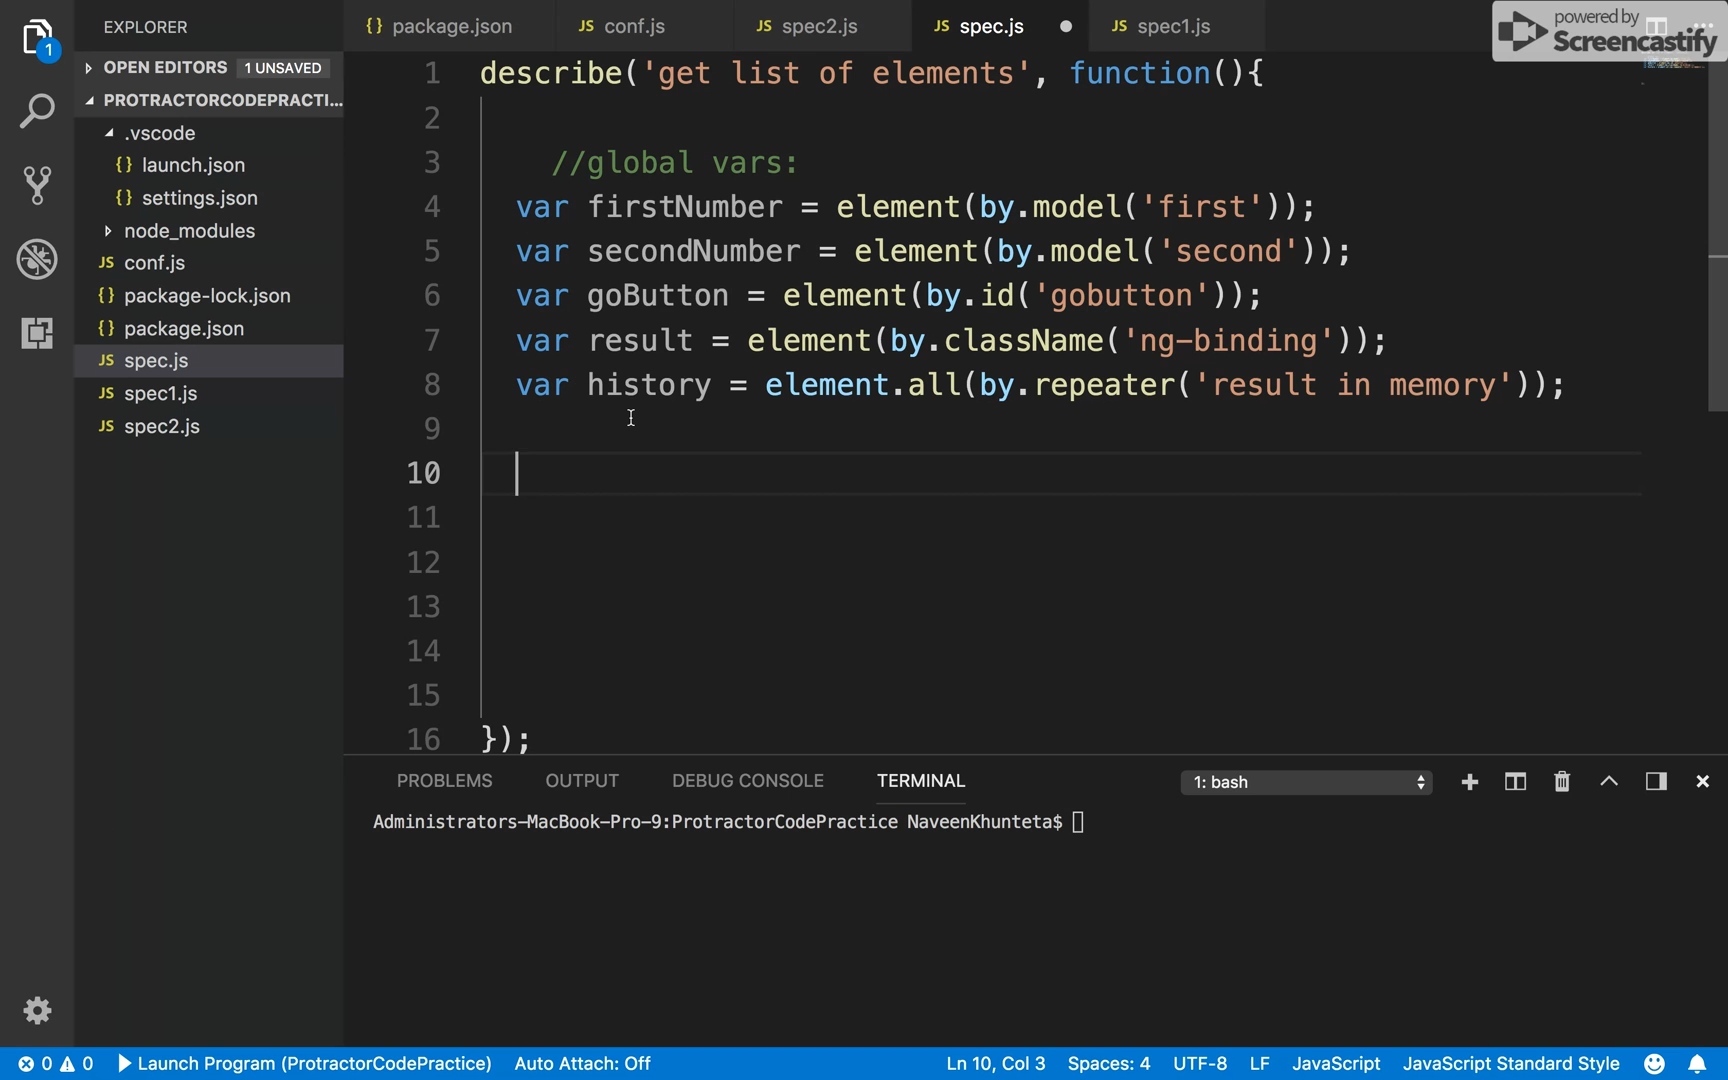 EXPLORER
OPEN EDITORS 1 UNSAVED
PROTRACTORCODEPRACTI...
.vscode
{} launch.json
{} settings.json
node_modules
JS conf.js
{} package-lock.json
{} package.json
JS spec.js
JS spec1.js
JS spec2.js
1
{} package.json
JS conf.js
JS spec2.js
JS spec.js
JS spec1.js
powered by
Screencastify
1 describe('get list of elements', function(){
2
3 //global vars:
4 var firstNumber = element(by.model('first'));
5 var secondNumber = element(by.model('second'));
6 var goButton = element(by.id('gobutton'));
7 var result = element(by.className('ng-binding'));
8 var history = element.all(by.repeater('result in memory'));
9
10
11
12
13
14
15
16 });
PROBLEMS OUTPUT DEBUG CONSOLE TERMINAL 1: bash
Administrators-MacBook-Pro-9:ProtractorCodePractice NaveenKhunteta$
0 0 Launch Program (ProtractorCodePractice) Auto Attach: Off Ln 10, Col 3 Spaces: 4 UTF-8 LF JavaScript JavaScript Standard Style